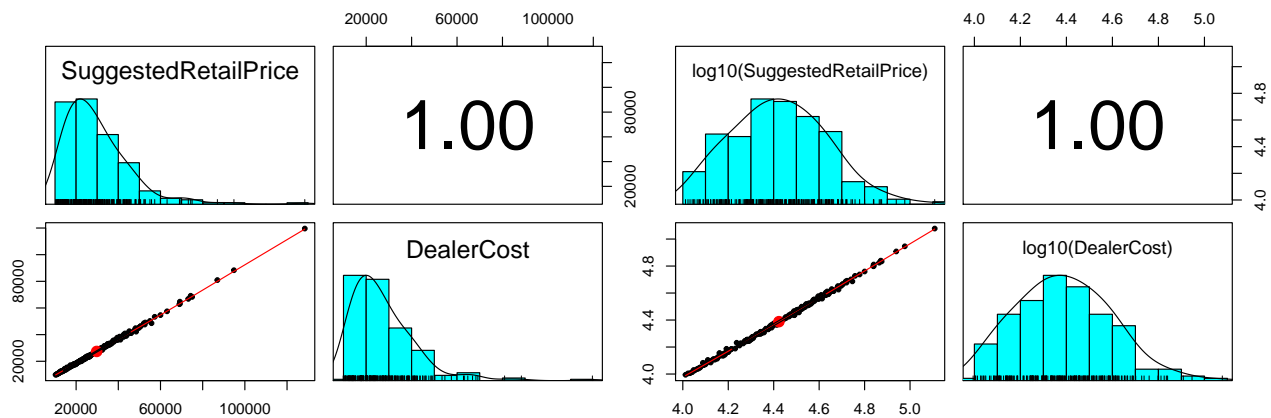 20000 60000 100000
4.0 4.2 4.4 4.6 4.8 5.0
SuggestedRetailPrice
1.00
20000 80000
log10(SuggestedRetailPrice)
1.00
4.0 4.4 4.8
DealerCost
20000 80000
log10(DealerCost)
4.0 4.4 4.8
20000 60000 100000
4.0 4.2 4.4 4.6 4.8 5.0